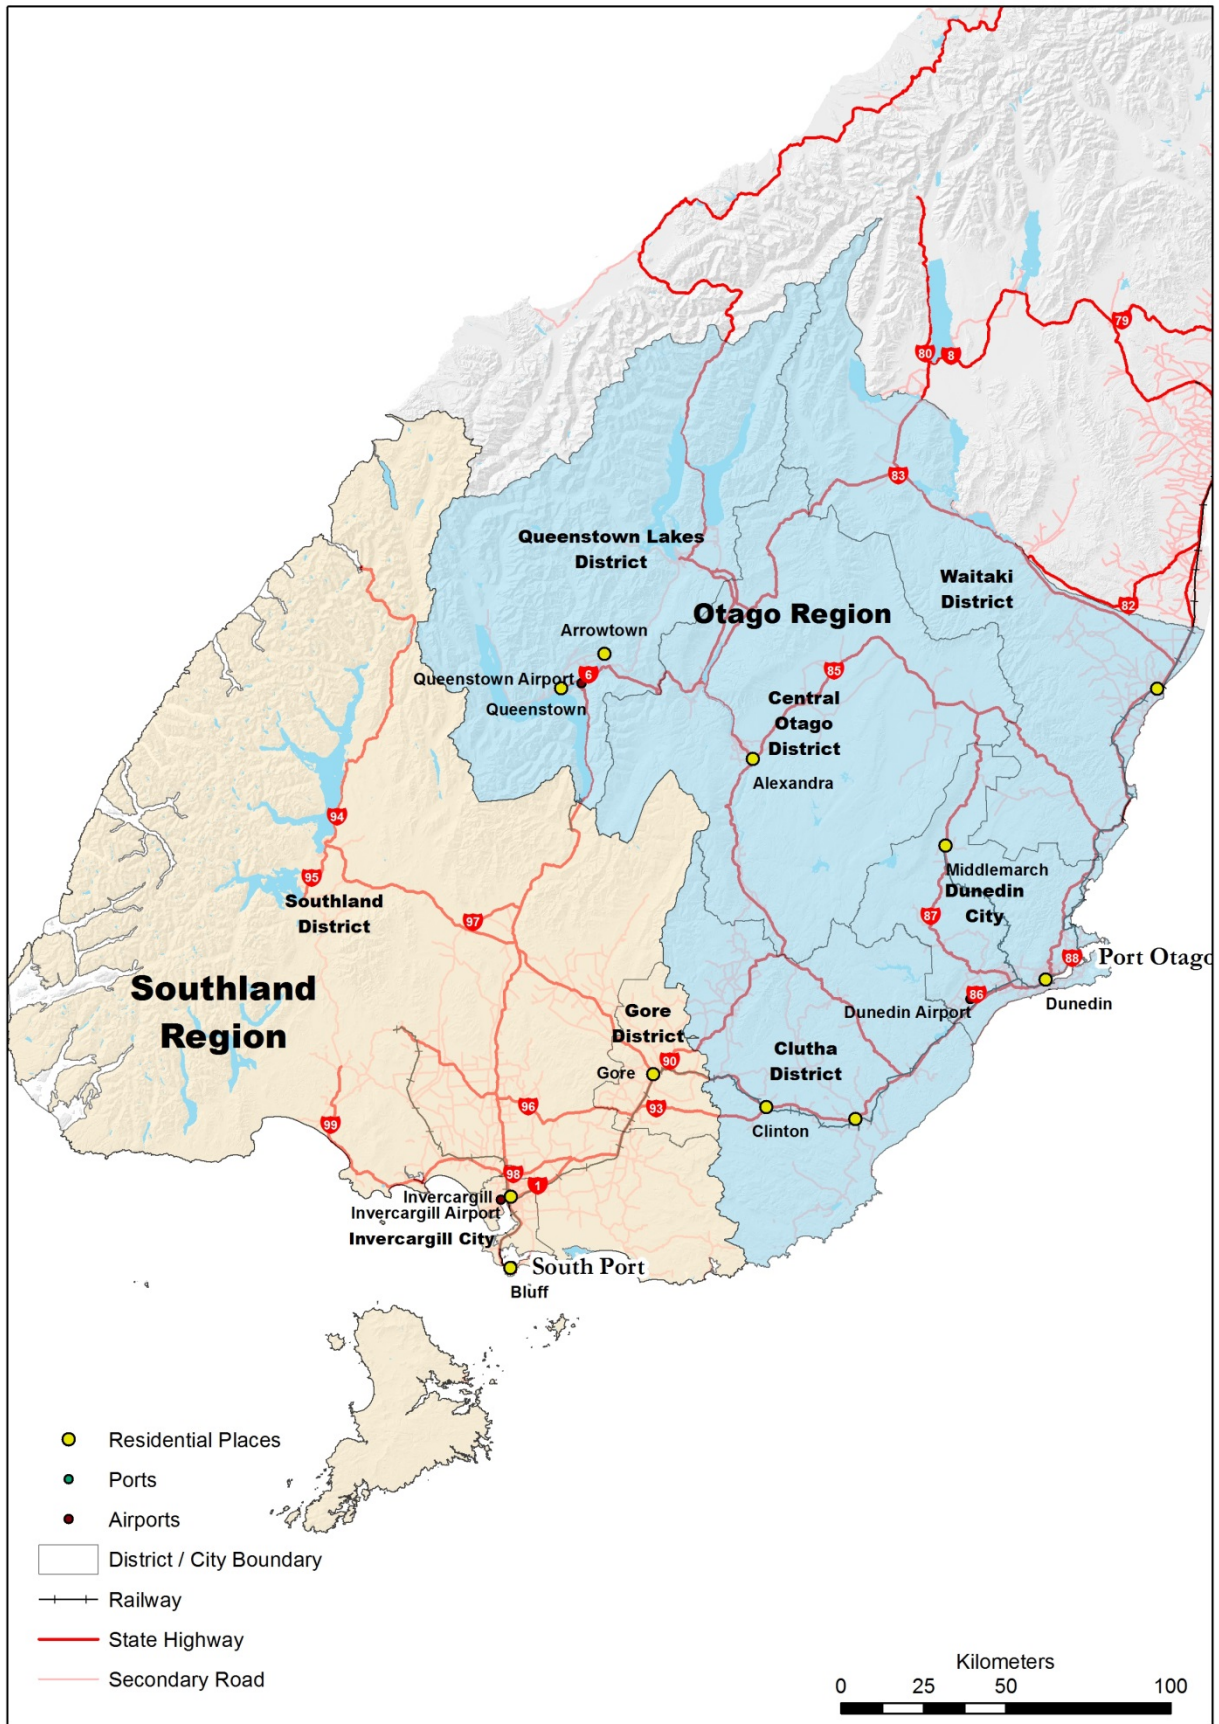 79
80
8
83
Queenstown Lakes
District
Waitaki
District
82
Otago Region
Arrowtown
6
85
Queenstown Airport
Queenstown
Central
Otago
District
Alexandra
94
Middlemarch
95
Southland
District
Dunedin
City
97
87
88
Port Otago
Southland
Region
86
Dunedin
Dunedin Airport
Gore
District
Clutha
District
90
Gore
96
93
99
Clinton
98
1
Invercargill
Invercargill Airport
Invercargill City
South Port
Bluff
Residential Places
Ports
Airports
District / City Boundary
Railway
State Highway
Secondary Road
Kilometers
0 25 50 100